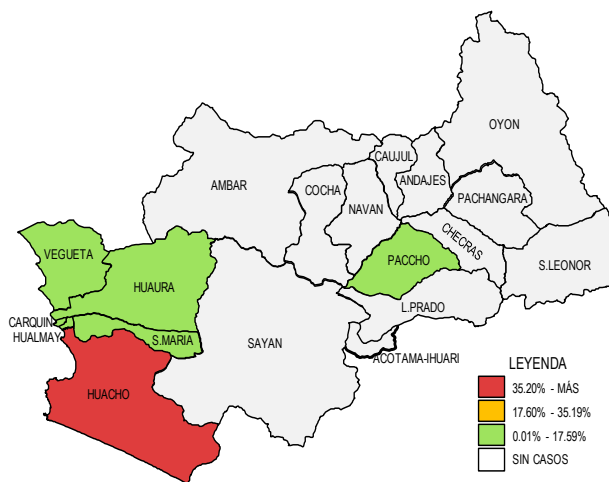 OYON
CAUJUL
ANDAJES
AMBAR
COCHA
NAVAN
PACHANGARA
CHECRAS
VEGUETA
HUAURA
PACCHO
S.LEONOR
L.PRADO
CARQUIN
HUALMAY
S.MARIA
SAYAN
ACOTAMA-IHUARI
HUACHO
LEYENDA
35.20% - MÁS
17.60% - 35.19%
0.01% - 17.59%
SIN CASOS